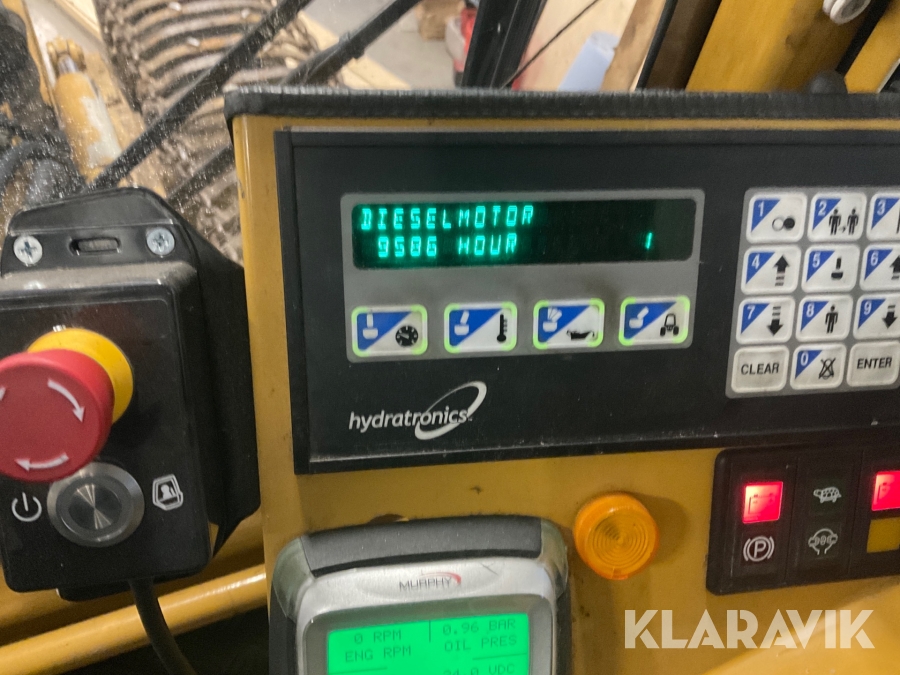 DIESELMOTOR
9586 HOUR 1
hydratronics
1 2 3
4 5 6
7 8 9
CLEAR 0 ENTER
P
MURPHY
0 RPM 0.96 BAR
ENG RPM OIL PRES
VDC
KLARAVIK